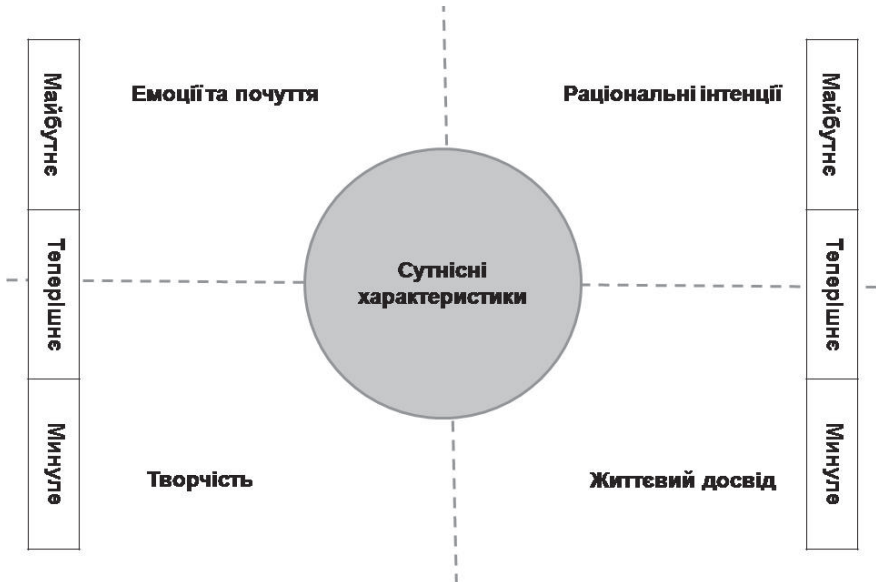 Майбутнє
Теперішнє
Минуле
Емоції та почуття
Раціональні інтенції
Сутнісні
характеристики
Творчість
Життєвий досвід
Майбутнє
Теперішнє
Минуле